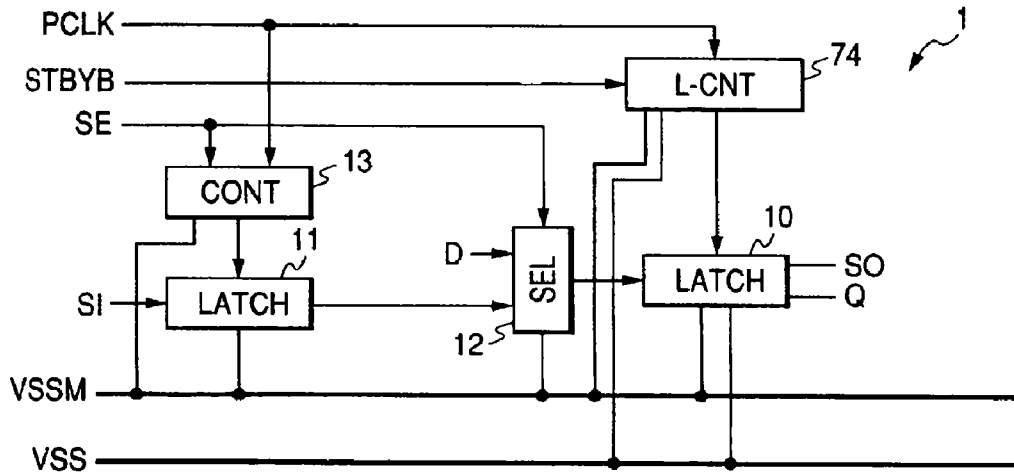 PCLK
1
74
STBYB
L-CNT
SE
13
CONT
11
10
D
SEL
LATCH
SO
SI
LATCH
Q
12
VSSM
VSS